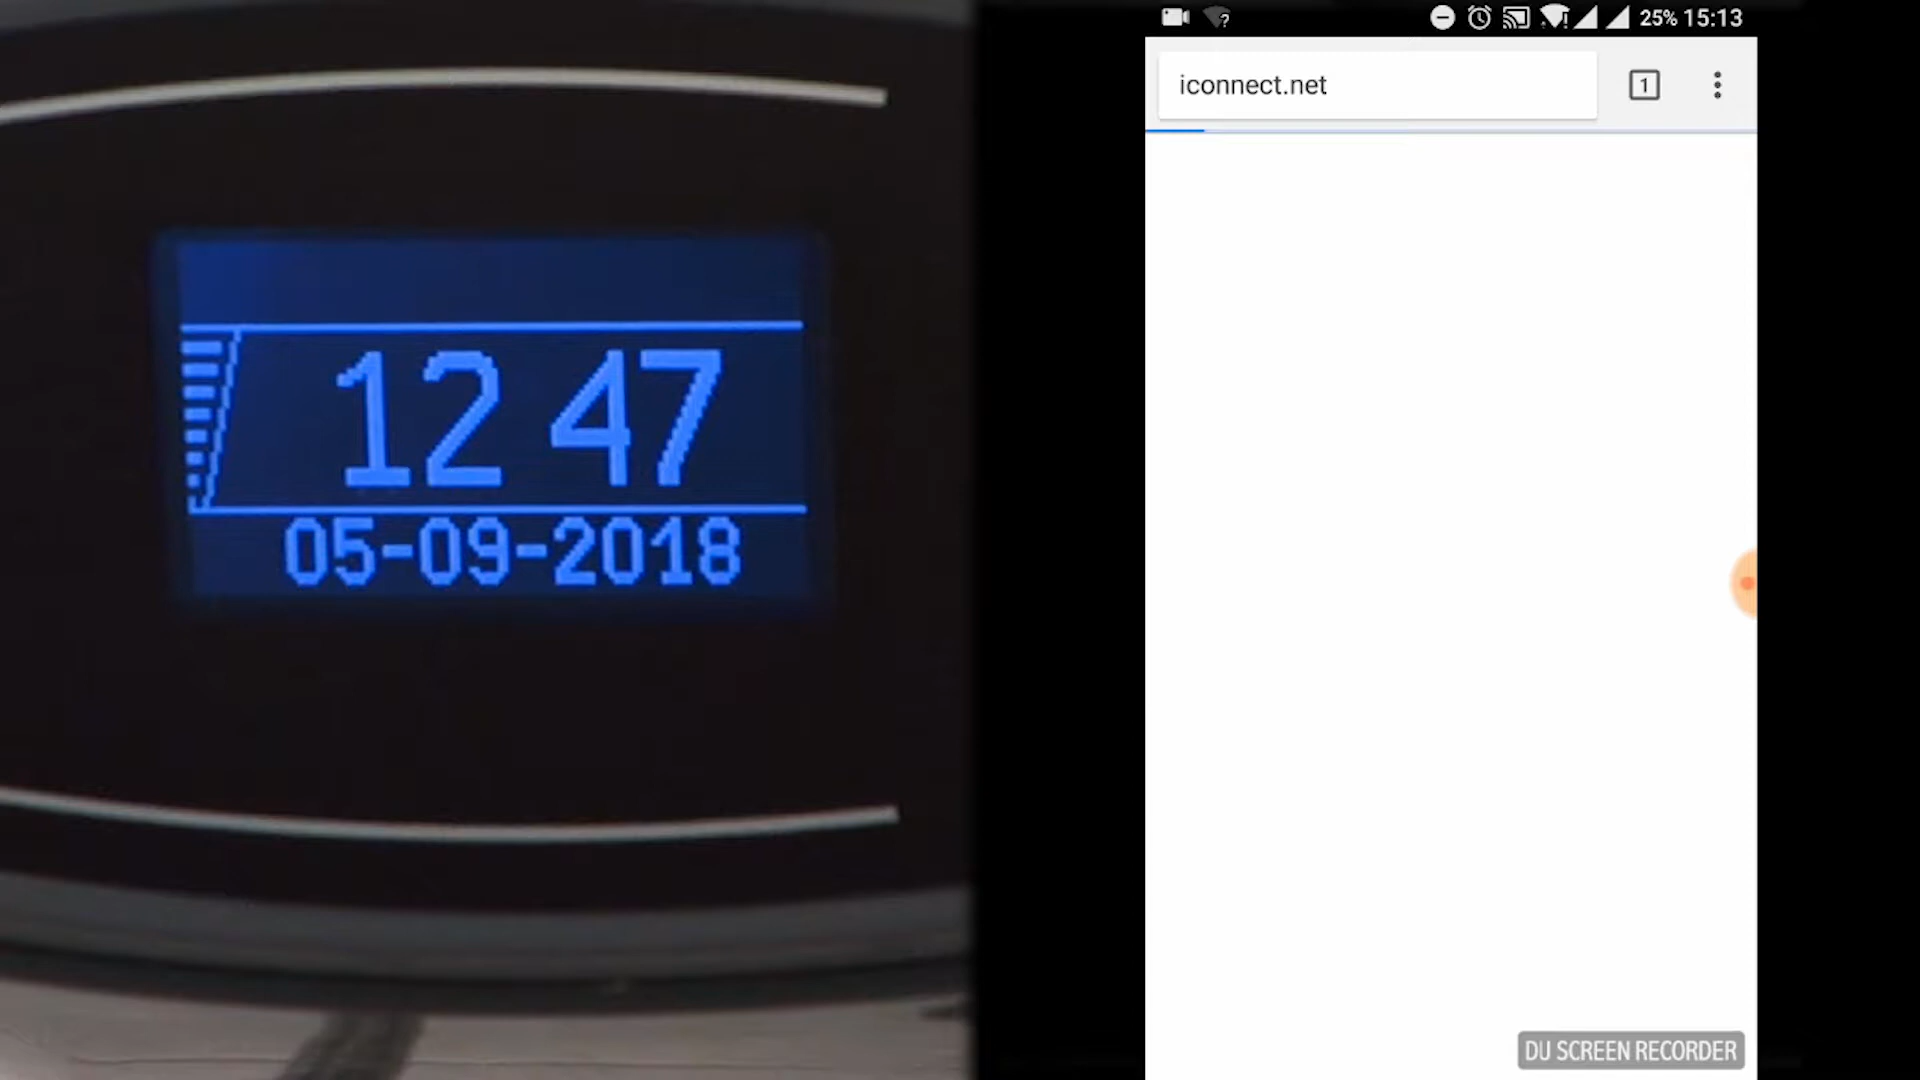 12 47
05-09-2018
25% 15:13
iconnect.net
1
DU SCREEN RECORDER